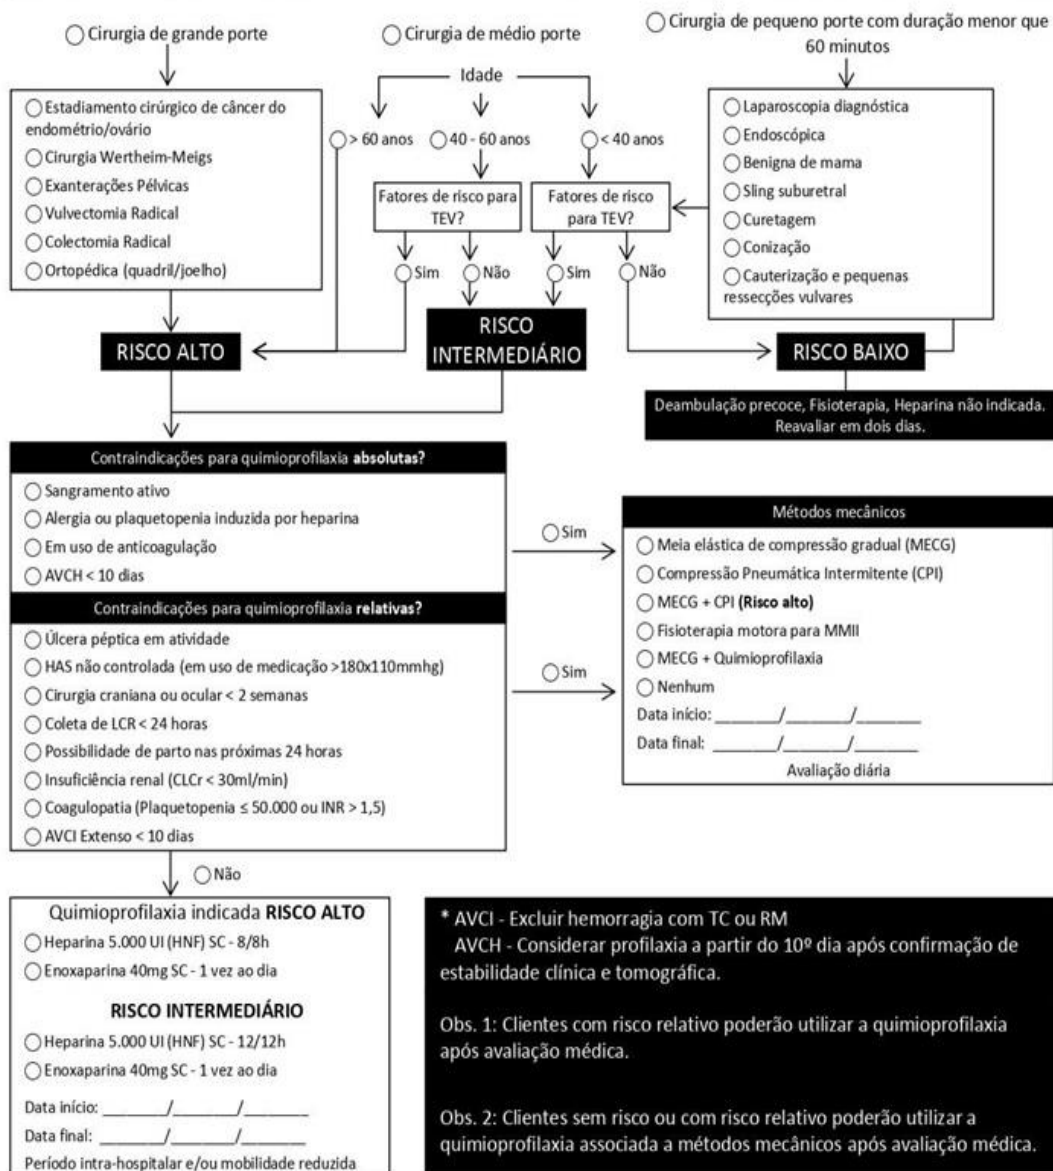 Cirurgia de grande porte
Cirurgia de médio porte
Cirurgia de pequeno porte com duração menor que
60 minutos
Idade
Estadiamento cirúrgico de câncer do
endométrio/ovário
Cirurgia Wertheim-Meigs
Exanterações Pélvicas
Vulvectomia Radical
Colectomia Radical
Ortopédica (quadril/joelho)
> 60 anos
40 - 60 anos
< 40 anos
Fatores de risco para
TEV?
Fatores de risco
para TEV?
Sim
Não
Sim
Não
Laparoscopia diagnóstica
Endoscópica
Benigna de mama
Sling suburetral
Curetagem
Conização
Cauterização e pequenas
ressecções vulvares
RISCO ALTO
RISCO
INTERMEDIÁRIO
RISCO BAIXO
Deambulação precoce, Fisioterapia, Heparina não indicada.
Reavaliar em dois dias.
Contraindicações para quimioprofilaxia absolutas?
Sangramento ativo
Alergia ou plaquetopenia induzida por heparina
Em uso de anticoagulação
AVCH < 10 dias
Sim
Contraindicações para quimioprofilaxia relativas?
Úlcera péptica em atividade
HAS não controlada (em uso de medicação >180x110mmhg)
Cirurgia craniana ou ocular < 2 semanas
Coleta de LCR < 24 horas
Possibilidade de parto nas próximas 24 horas
Insuficiência renal (CLCr < 30ml/min)
Coagulopatia (Plaquetopenia ≤ 50.000 ou INR > 1,5)
AVCI Extenso < 10 dias
Sim
Métodos mecânicos
Meia elástica de compressão gradual (MECG)
Compressão Pneumática Intermitente (CPI)
MECG + CPI (Risco alto)
Fisioterapia motora para MMII
MECG + Quimioprofilaxia
Nenhum
Data início: ________/________/________
Data final: ________/________/________
Avaliação diária
Não
Quimioprofilaxia indicada RISCO ALTO
Heparina 5.000 UI (HNF) SC - 8/8h
Enoxaparina 40mg SC - 1 vez ao dia
RISCO INTERMEDIÁRIO
Heparina 5.000 UI (HNF) SC - 12/12h
Enoxaparina 40mg SC - 1 vez ao dia
Data início: ________/________/________
Data final: ________/________/________
Período intra-hospitalar e/ou mobilidade reduzida
* AVCI - Excluir hemorragia com TC ou RM
AVCH - Considerar profilaxia a partir do 10º dia após confirmação de
estabilidade clínica e tomográfica.
Obs. 1: Clientes com risco relativo poderão utilizar a quimioprofilaxia
após avaliação médica.
Obs. 2: Clientes sem risco ou com risco relativo poderão utilizar a
quimioprofilaxia associada a métodos mecânicos após avaliação médica.